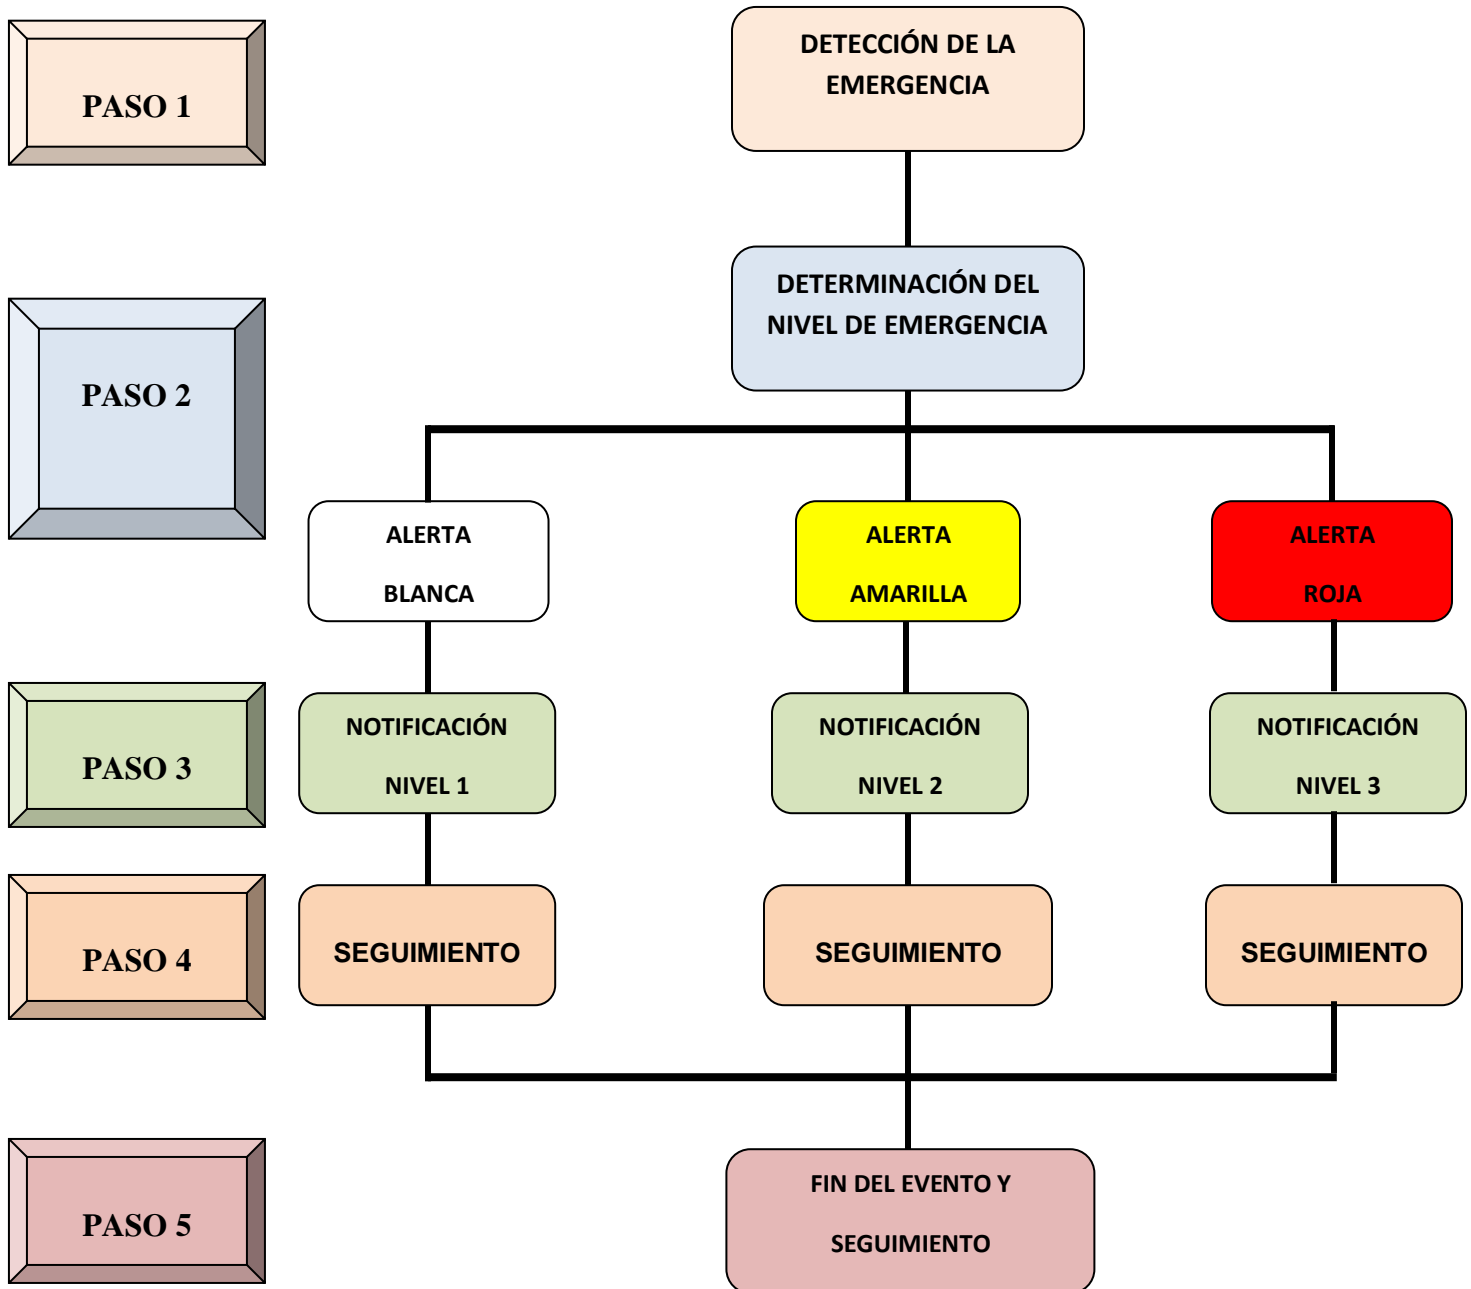 PASO 1
DETECCIÓN DE LA
EMERGENCIA
PASO 2
DETERMINACIÓN DEL
NIVEL DE EMERGENCIA
ALERTA
BLANCA
ALERTA
AMARILLA
ALERTA
ROJA
PASO 3
NOTIFICACIÓN
NIVEL 1
NOTIFICACIÓN
NIVEL 2
NOTIFICACIÓN
NIVEL 3
PASO 4
SEGUIMIENTO
SEGUIMIENTO
SEGUIMIENTO
PASO 5
FIN DEL EVENTO Y
SEGUIMIENTO